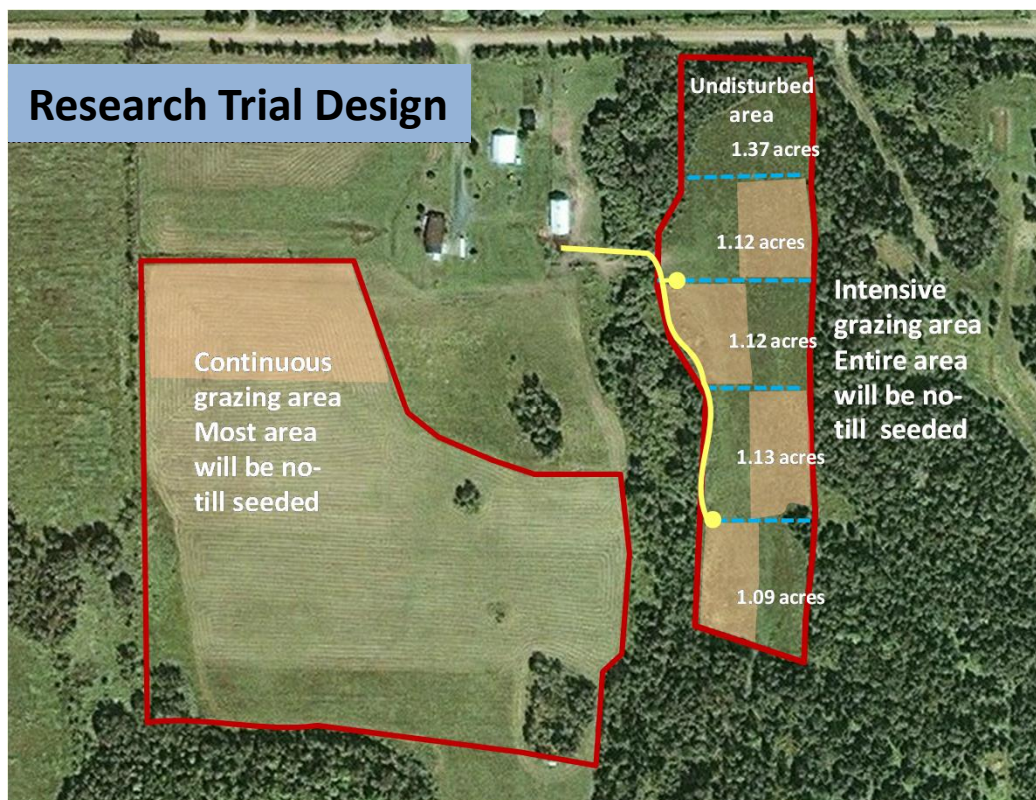 Research Trial Design
Undisturbed
area
1.37 acres
1.12 acres
1.12 acres
1.13 acres
1.09 acres
Intensive
grazing area
Entire area
will be no-
till seeded
Continuous
grazing area
Most area
will be no-
till seeded